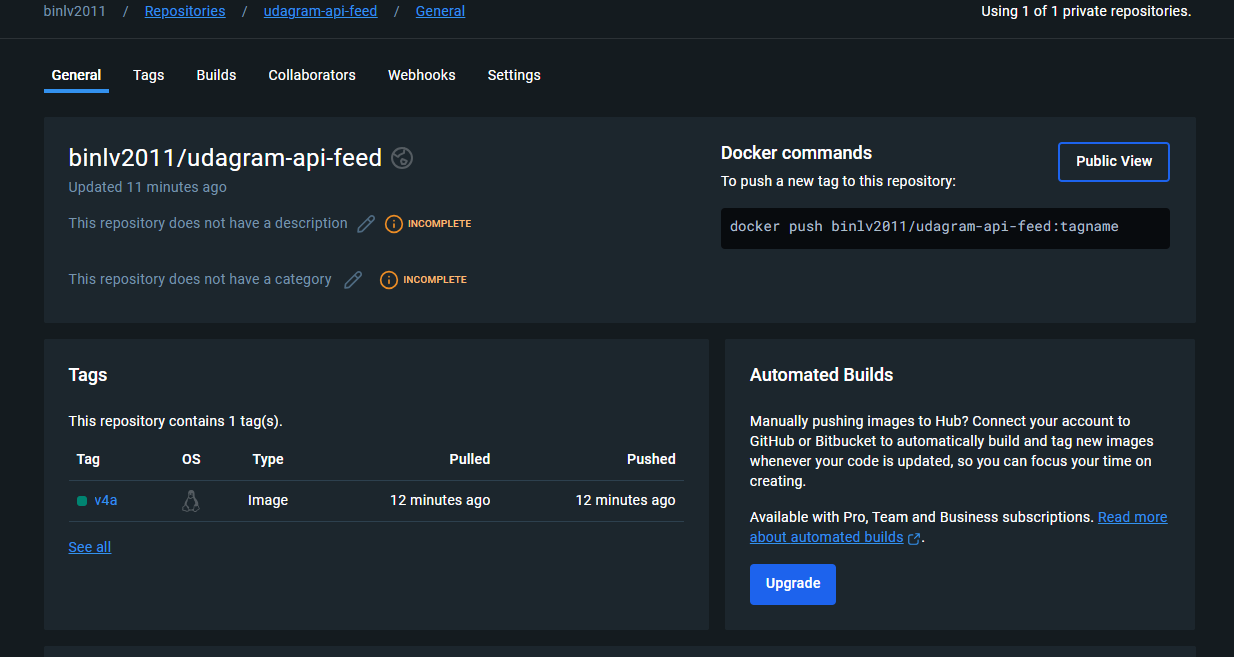 binlv2011 / Repositories / udagram-api-feed / General
Using 1 of 1 private repositories.
General Tags Builds Collaborators Webhooks Settings
binlv2011/udagram-api-feed
Updated 11 minutes ago
This repository does not have a description INCOMPLETE
This repository does not have a category INCOMPLETE
Docker commands
To push a new tag to this repository:
Public View
docker push binlv2011/udagram-api-feed:tagname
Tags
This repository contains 1 tag(s).
Tag OS Type Pulled Pushed
v4a Image 12 minutes ago 12 minutes ago
See all
Automated Builds
Manually pushing images to Hub? Connect your account to
GitHub or Bitbucket to automatically build and tag new images
whenever your code is updated, so you can focus your time on
creating.
Available with Pro, Team and Business subscriptions. Read more
about automated builds .
Upgrade